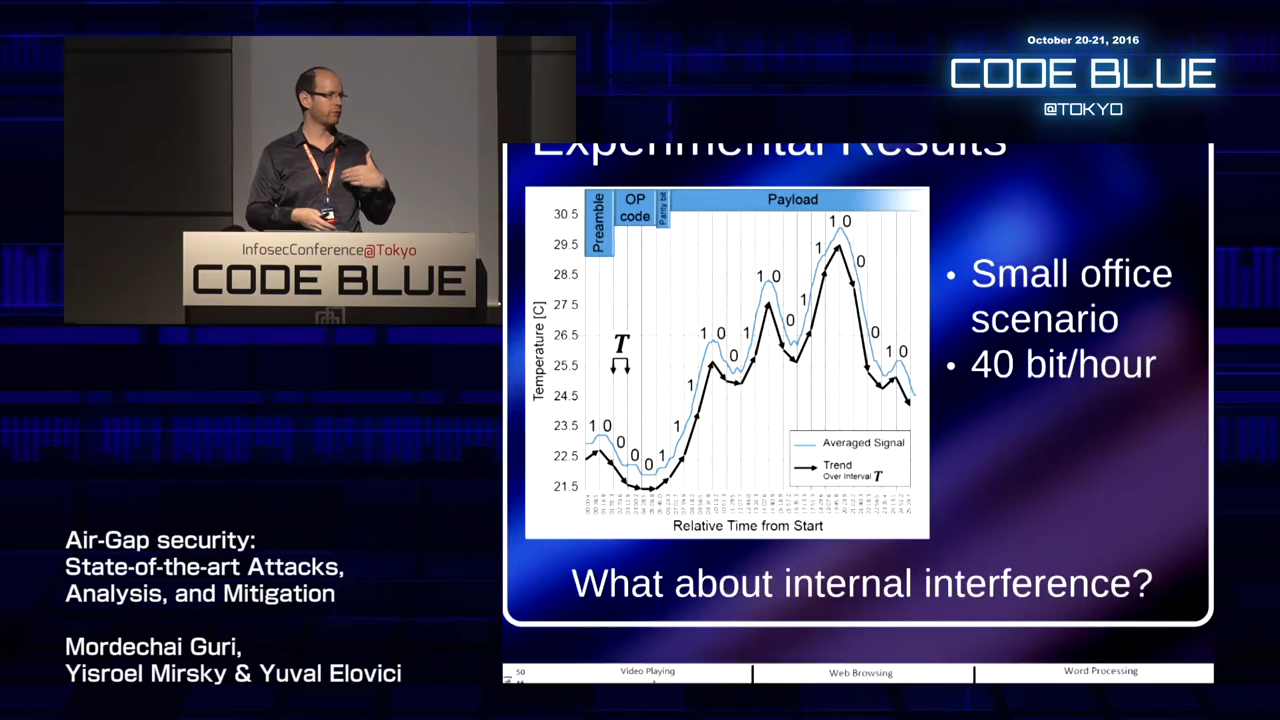 October 20-21, 2016
CODE BLUE
@TOKYO
InfosecConference@Tokyo
CODE BLUE
Experimental Results
Preamble
OP
code
Parity bit
Payload
30.5
29.5
28.5
27.5
26.5
25.5
24.5
23.5
22.5
21.5
Temperature [C]
T
1 0
0
0
0
1
1
1
1 0
0
1
1 0
0
1
1
1 0
0
0
1 0
Averaged Signal
Trend
Over Interval T
Relative Time from Start
• Small office
scenario
• 40 bit/hour
What about internal interference?
50
Video Playing
Web Browsing
Word Processing
Air-Gap security:
State-of-the-art Attacks,
Analysis, and Mitigation
Mordechai Guri,
Yisroel Mirsky & Yuval Elovici